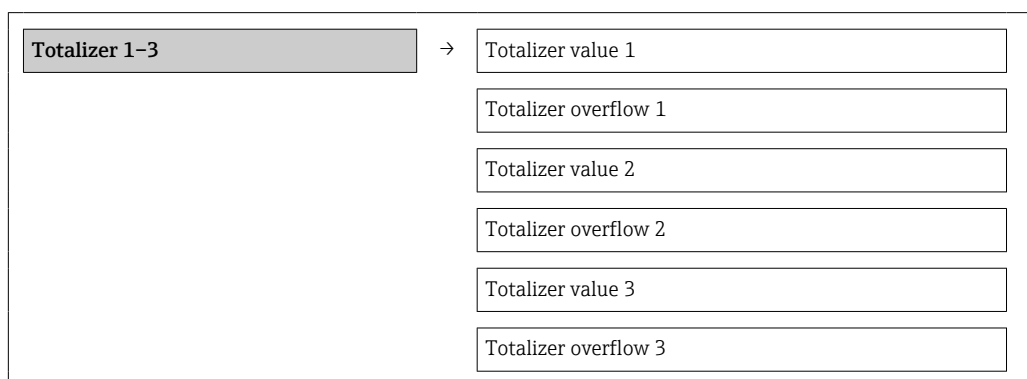 Totalizer 1–3 → Totalizer value 1
Totalizer overflow 1
Totalizer value 2
Totalizer overflow 2
Totalizer value 3
Totalizer overflow 3